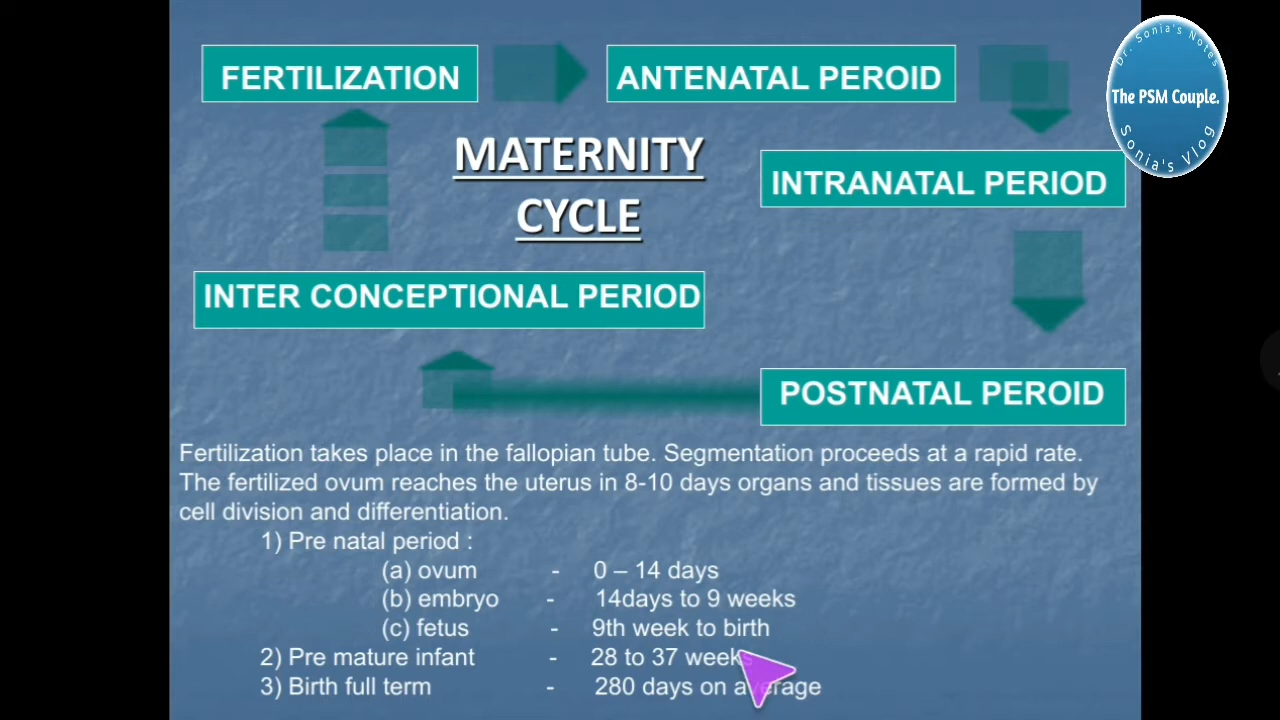 FERTILIZATION
ANTENATAL PEROID
Dr. Sonia's Notes
The PSM Couple.
Sonia's Vlog
MATERNITY
CYCLE
INTRANATAL PERIOD
INTER CONCEPTIONAL PERIOD
POSTNATAL PEROID
Fertilization takes place in the fallopian tube. Segmentation proceeds at a rapid rate.
The fertilized ovum reaches the uterus in 8-10 days organs and tissues are formed by
cell division and differentiation.
1) Pre natal period :
(a) ovum - 0 – 14 days
(b) embryo - 14days to 9 weeks
(c) fetus - 9th week to birth
2) Pre mature infant - 28 to 37 weeks
3) Birth full term - 280 days on average